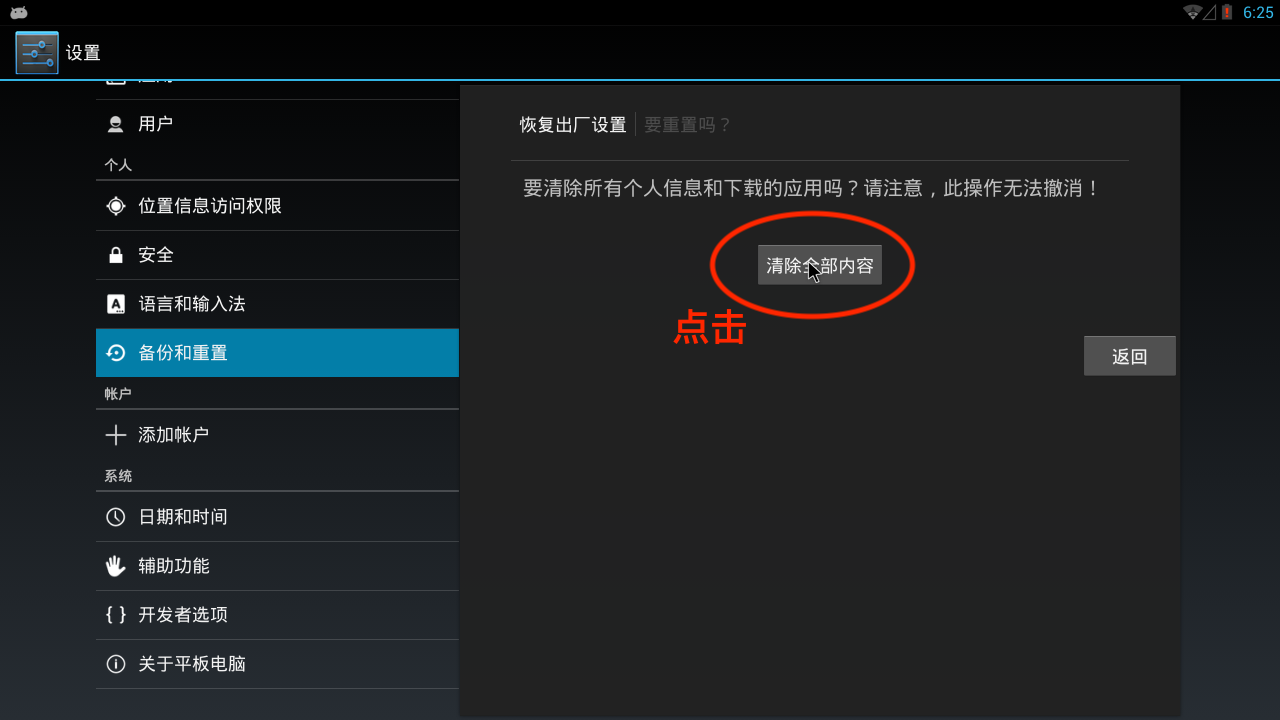 6:25
设置
用户
个人
位置信息访问权限
安全
语言和输入法
备份和重置
帐户
添加帐户
系统
日期和时间
辅助功能
{ } 开发者选项
关于平板电脑
恢复出厂设置 要重置吗？
要清除所有个人信息和下载的应用吗？请注意，此操作无法撤消！
清除全部内容
点击
返回